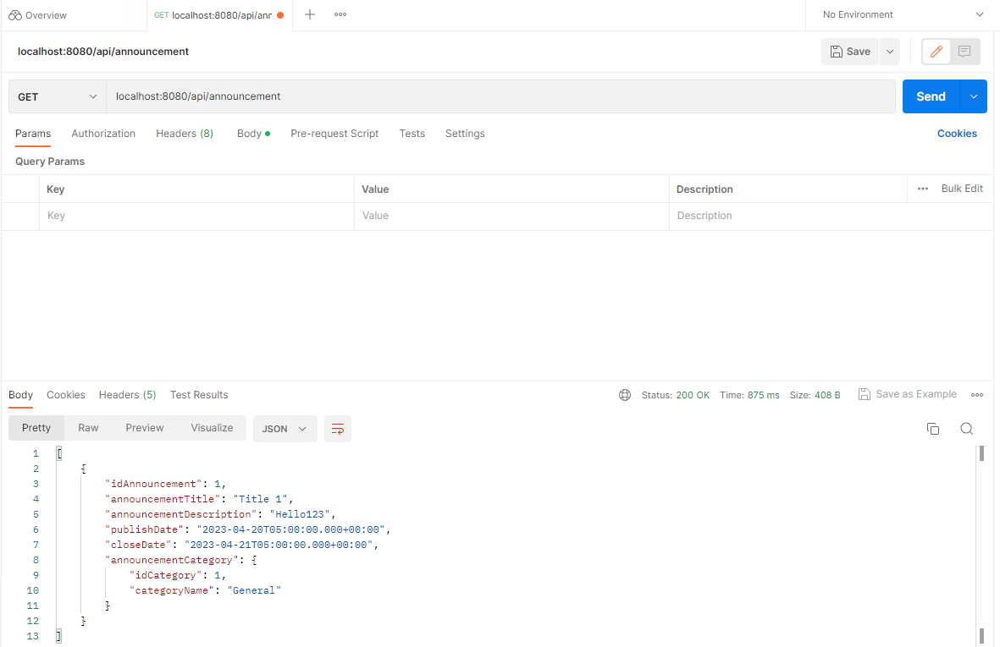 Overview
GET localhost:8080/api/anr
No Environment
localhost:8080/api/announcement
Save
GET
localhost:8080/api/announcement
Send
Params Authorization Headers (8) Body Pre-request Script Tests Settings Cookies
Query Params
Key Value Description Bulk Edit
Key Value Description
Body Cookies Headers (5) Test Results Status: 200 OK Time: 875 ms Size: 408 B Save as Example
Pretty Raw Preview Visualize JSON
1 [
2 {
3 "idAnnouncement": 1,
4 "announcementTitle": "Title 1",
5 "announcementDescription": "Hello123",
6 "publishDate": "2023-04-20T05:00:00.000+00:00",
7 "closeDate": "2023-04-21T05:00:00.000+00:00",
8 "announcementCategory": {
9 "idCategory": 1,
10 "categoryName": "General"
11 }
12 }
13 ]